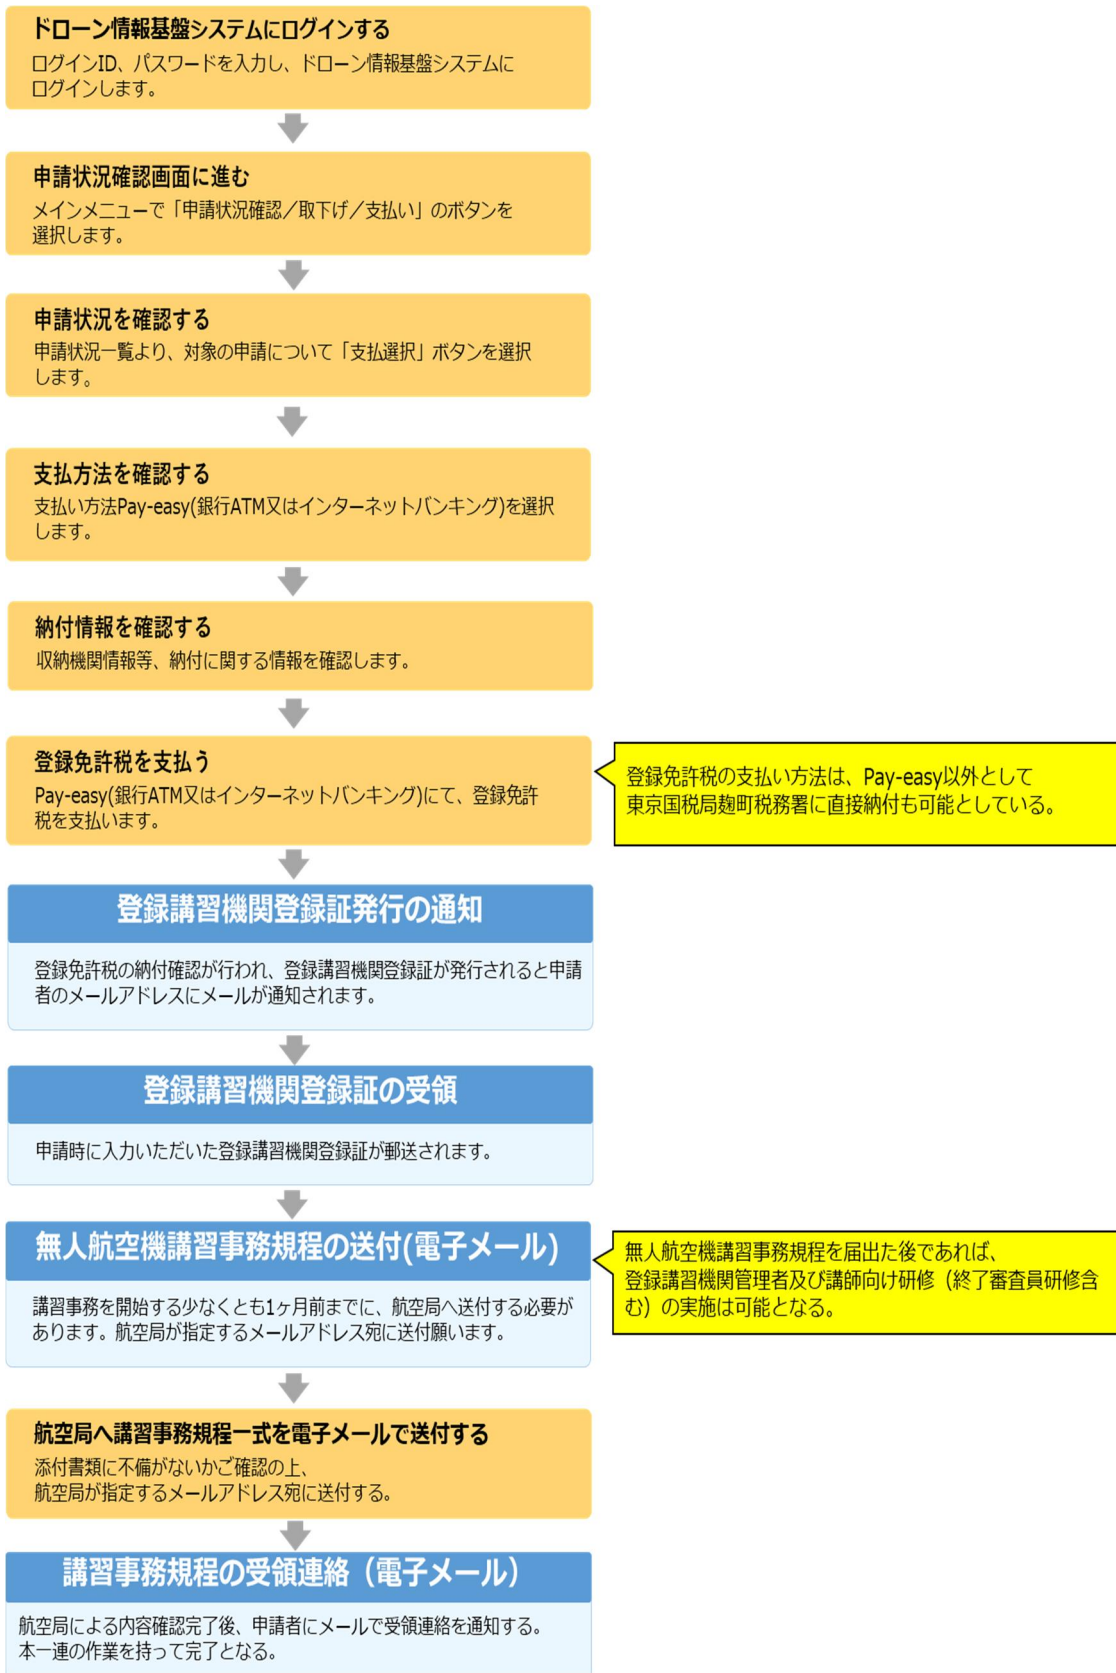 ドローン情報基盤システムにログインする
ログインID、パスワードを入力し、ドローン情報基盤システムに
ログインします。
申請状況確認画面に進む
メインメニューで「申請状況確認／取下げ／支払い」のボタンを
選択します。
申請状況を確認する
申請状況一覧より、対象の申請について「支払選択」ボタンを選択
します。
支払方法を確認する
支払い方法Pay-easy(銀行ATM又はインターネットバンキング)を選択
します。
納付情報を確認する
収納機関情報等、納付に関する情報を確認します。
登録免許税を支払う
Pay-easy(銀行ATM又はインターネットバンキング)にて、登録免許
税を支払います。
登録免許税の支払い方法は、Pay-easy以外として
東京国税局麹町税務署に直接納付も可能としている。
登録講習機関登録証発行の通知
登録免許税の納付確認が行われ、登録講習機関登録証が発行されると申請
者のメールアドレスにメールが通知されます。
登録講習機関登録証の受領
申請時に入力いただいた登録講習機関登録証が郵送されます。
無人航空機講習事務規程の送付(電子メール)
講習事務を開始する少なくとも1ヶ月前までに、航空局へ送付する必要が
あります。航空局が指定するメールアドレス宛に送付願います。
無人航空機講習事務規程を届出た後であれば、
登録講習機関管理者及び講師向け研修（終了審査員研修含
む）の実施は可能となる。
航空局へ講習事務規程一式を電子メールで送付する
添付書類に不備がないかご確認の上、
航空局が指定するメールアドレス宛に送付する。
講習事務規程の受領連絡（電子メール）
航空局による内容確認完了後、申請者にメールで受領連絡を通知する。
本一連の作業を持って完了となる。